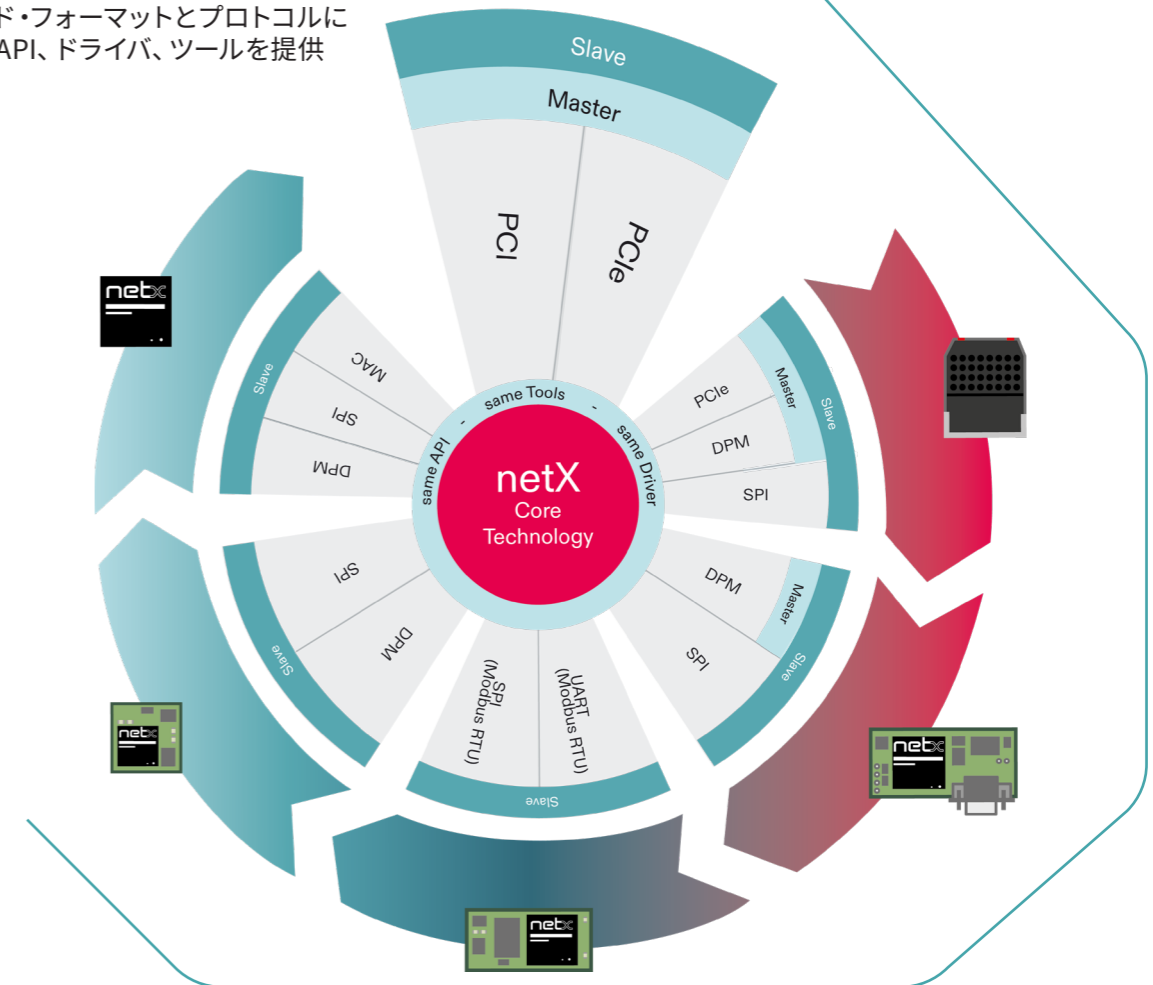 ド・フォーマットとプロトコルに
API、ドライバ、ツールを提供
Slave
Master
PCI
PCIe
netX
Slave
MAC
SPI
DPM
same API - same Tools - same Driver
netX
Core
Technology
PCIe
DPM
SPI
Master
Slave
DPM
SPI
Master
Slave
SPI
DPM
Slave
SPI
(Modbus RTU)
UART
(Modbus RTU)
Slave
netX
netX
netX